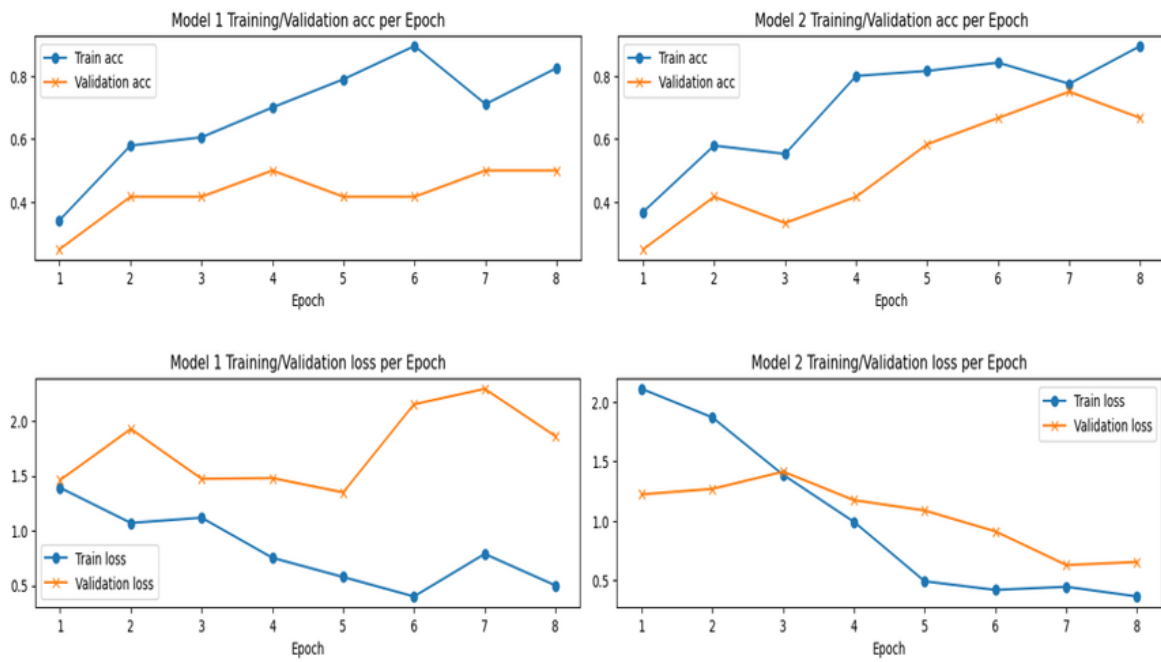 Model 1 Training/Validation acc per Epoch
Train acc
Validation acc
0.8
0.6
0.4
1 2 3 4 5 6 7 8
Epoch
Model 2 Training/Validation acc per Epoch
Train acc
Validation acc
0.8
0.6
0.4
1 2 3 4 5 6 7 8
Epoch
Model 1 Training/Validation loss per Epoch
2.0
1.5
1.0
0.5
Train loss
Validation loss
1 2 3 4 5 6 7 8
Epoch
Model 2 Training/Validation loss per Epoch
Train loss
Validation loss
2.0
1.5
1.0
0.5
1 2 3 4 5 6 7 8
Epoch